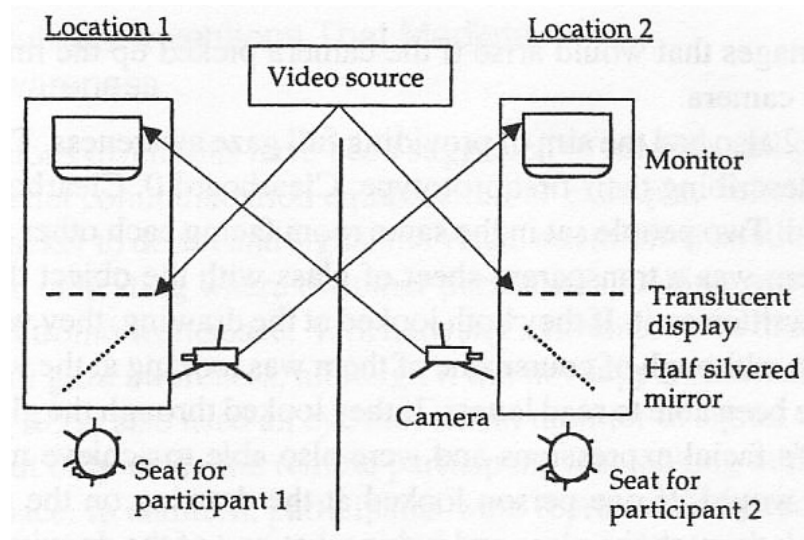 Location 1
Location 2
Video source
Monitor
Translucent
display
Half silvered
mirror
Camera
Seat for
participant 1
Seat for
participant 2